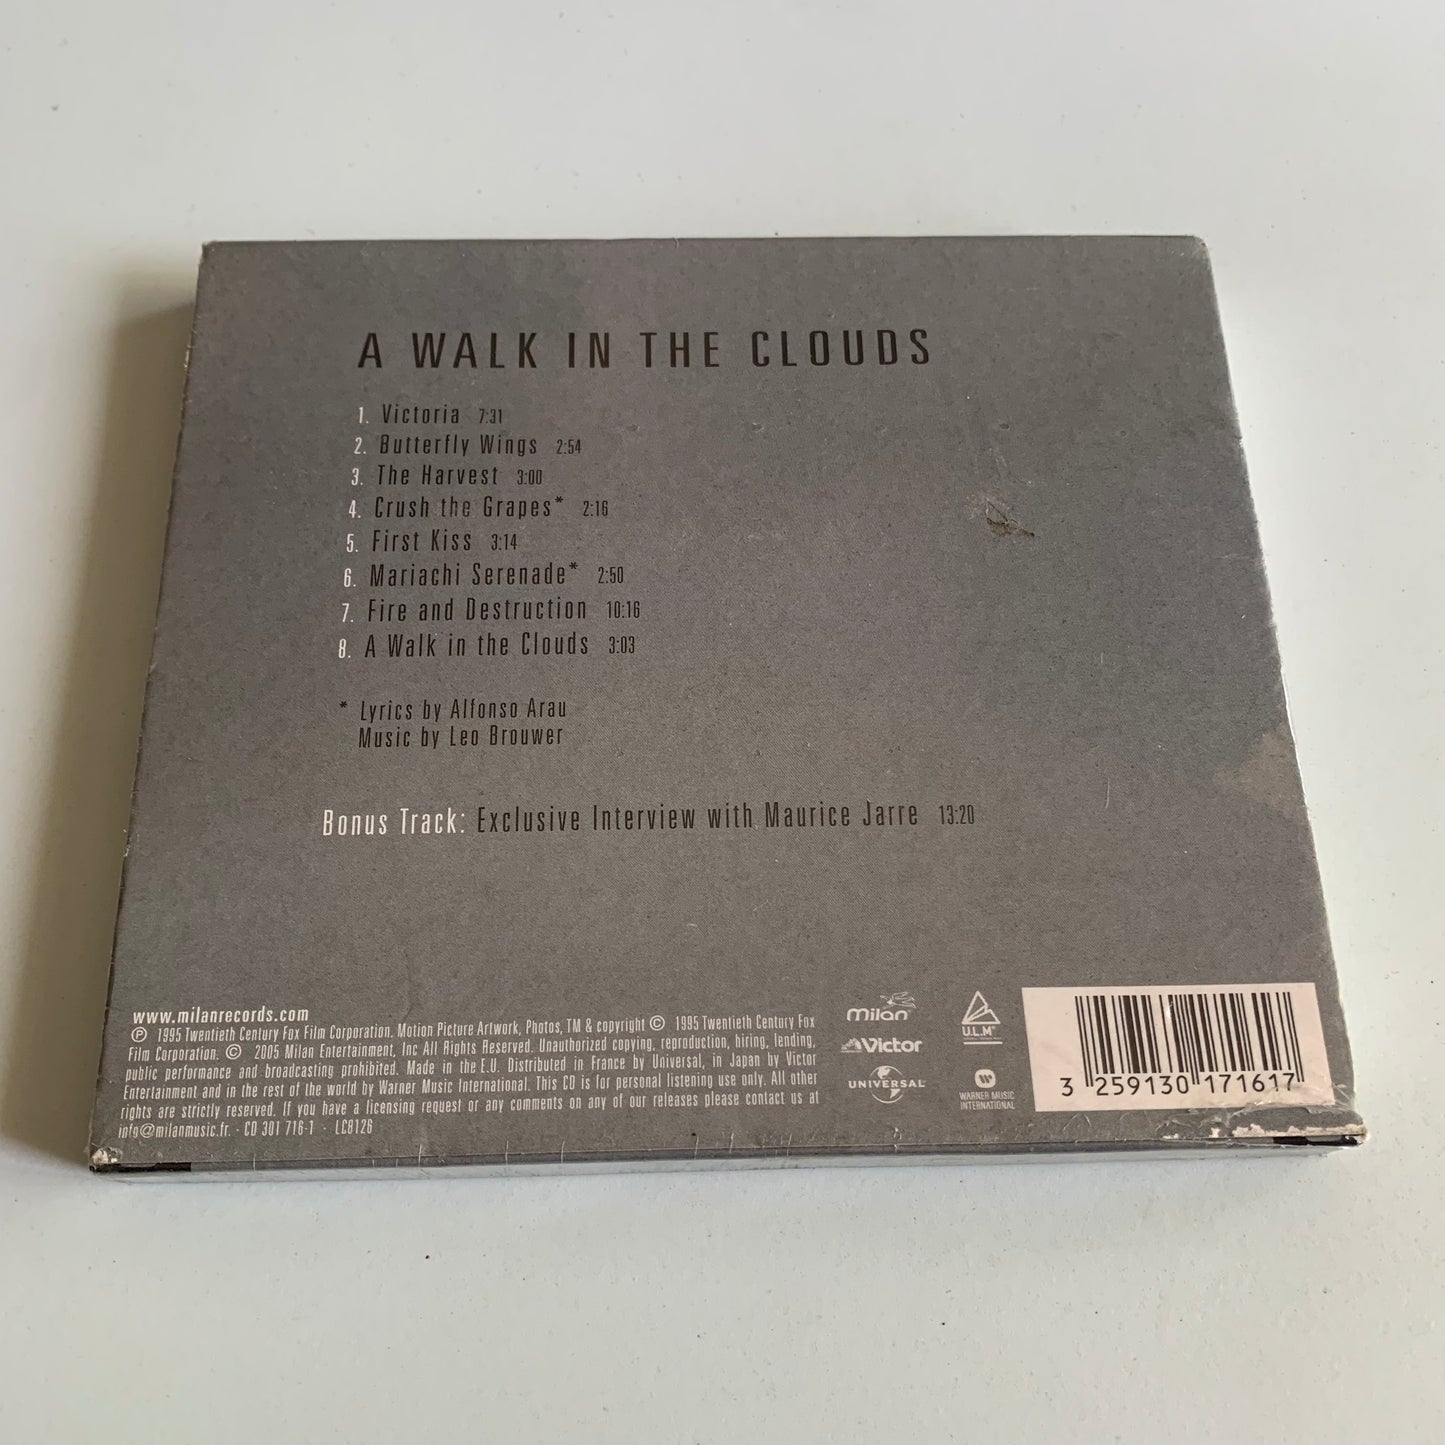 A WALK IN THE CLOUDS
1. Victoria 7:31
2. Butterfly Wings 2:54
3. The Harvest 3:00
4. Crush the Grapes* 2:16
5. First Kiss 3:14
6. Mariachi Serenade* 2:50
7. Fire and Destruction 10:16
8. A Walk in the Clouds 3:03
* Lyrics by Alfonso Arau
Music by Leo Brouwer
Bonus Track: Exclusive Interview with Maurice Jarre 13:20
www.milanrecords.com
℗ 1995 Twentieth Century Fox Film Corporation. Motion Picture Artwork, Photos, TM & copyright © 1995 Twentieth Century Fox
Film Corporation. © 2005 Milan Entertainment, Inc All Rights Reserved. Unauthorized copying, reproduction, hiring, lending,
public performance and broadcasting prohibited. Made in the E.U. Distributed in France by Universal, in Japan by Victor
Entertainment and in the rest of the world by Warner Music International. This CD is for personal listening use only. All other
rights are strictly reserved. If you have a licensing request or any comments on any of our releases please contact us at
info@milanmusic.fr. - CD 301 716-1 - LC8126
milan
Victor
UNIVERSAL
U.L.M
WARNER MUSIC
INTERNATIONAL
3 259130 171617